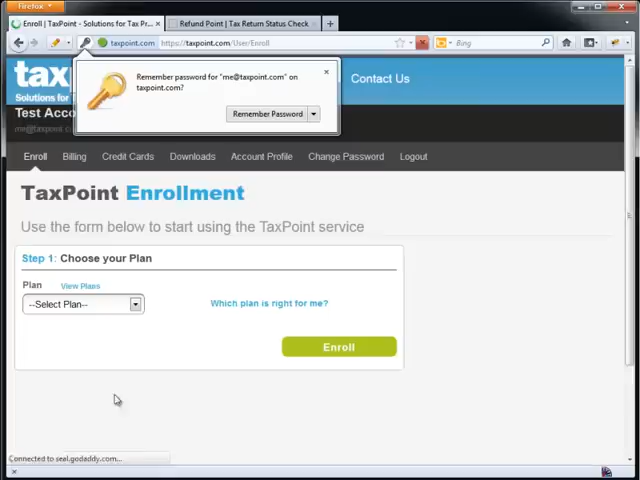 Firefox
Enroll | TaxPoint - Solutions for Tax Pr...
Refund Point | Tax Return Status Check
taxpoint.com
https://taxpoint.com/User/Enroll
Bing
tax
Solutions for Ta
Test Acco
me@taxpoint.c
Remember password for "me@taxpoint.com" on
taxpoint.com?
Remember Password
Contact Us
Enroll Billing Credit Cards Downloads Account Profile Change Password Logout
TaxPoint Enrollment
Use the form below to start using the TaxPoint service
Step 1: Choose your Plan
Plan View Plans
--Select Plan-- Which plan is right for me?
Enroll
Connected to seal.godaddy.com...